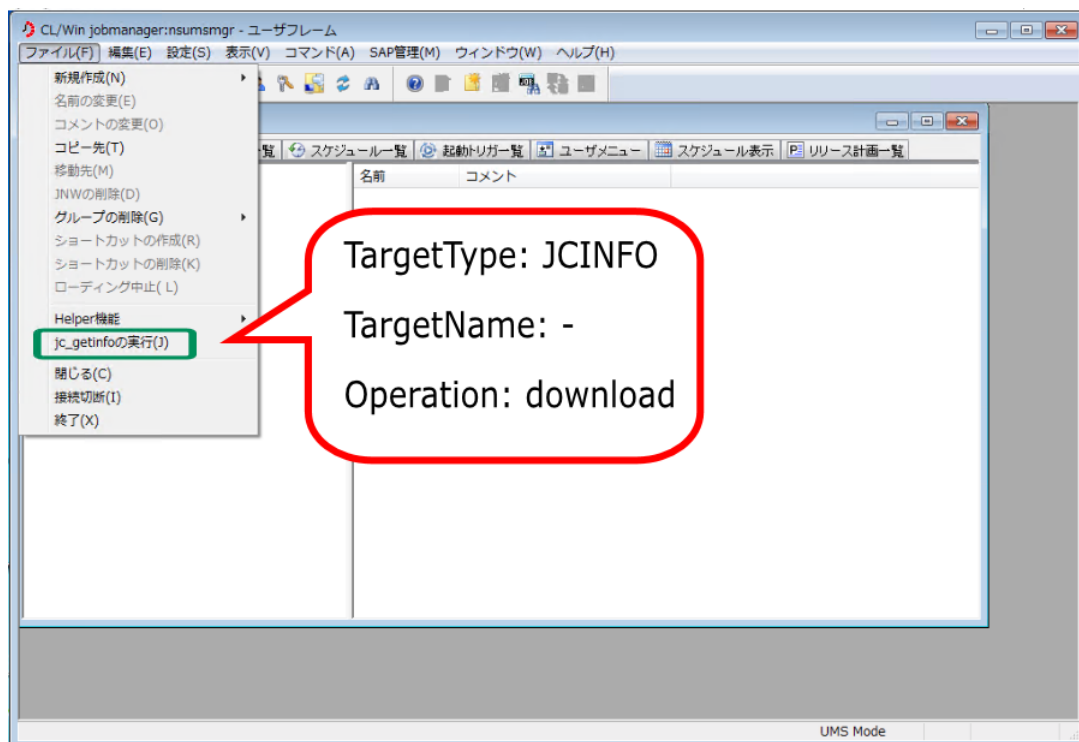 CL/Win jobmanager:nsumsmgr - ユーザフレーム
ファイル(F) 編集(E) 設定(S) 表示(V) コマンド(A) SAP管理(M) ウィンドウ(W) ヘルプ(H)
新規作成(N)
名前の変更(E)
コメントの変更(O)
コピー先(T)
移動先(M)
JNWの削除(D)
グループの削除(G)
ショートカットの作成(R)
ショートカットの削除(K)
ローディング中止( L)
Helper機能
jc_getinfoの実行(J)
閉じる(C)
接続切断(I)
終了(X)
覧 スケジュール一覧 起動トリガ一覧 ユーザメニュー スケジュール表示 リリース計画一覧
名前 コメント
TargetType: JCINFO
TargetName: -
Operation: download
UMS Mode